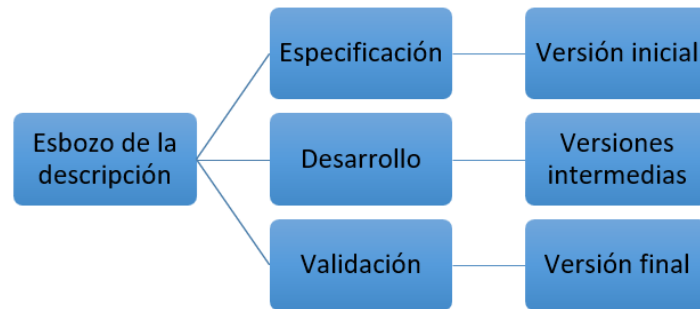 Esbozo de la
descripción
Especificación
Versión inicial
Desarrollo
Versiones
intermedias
Validación
Versión final